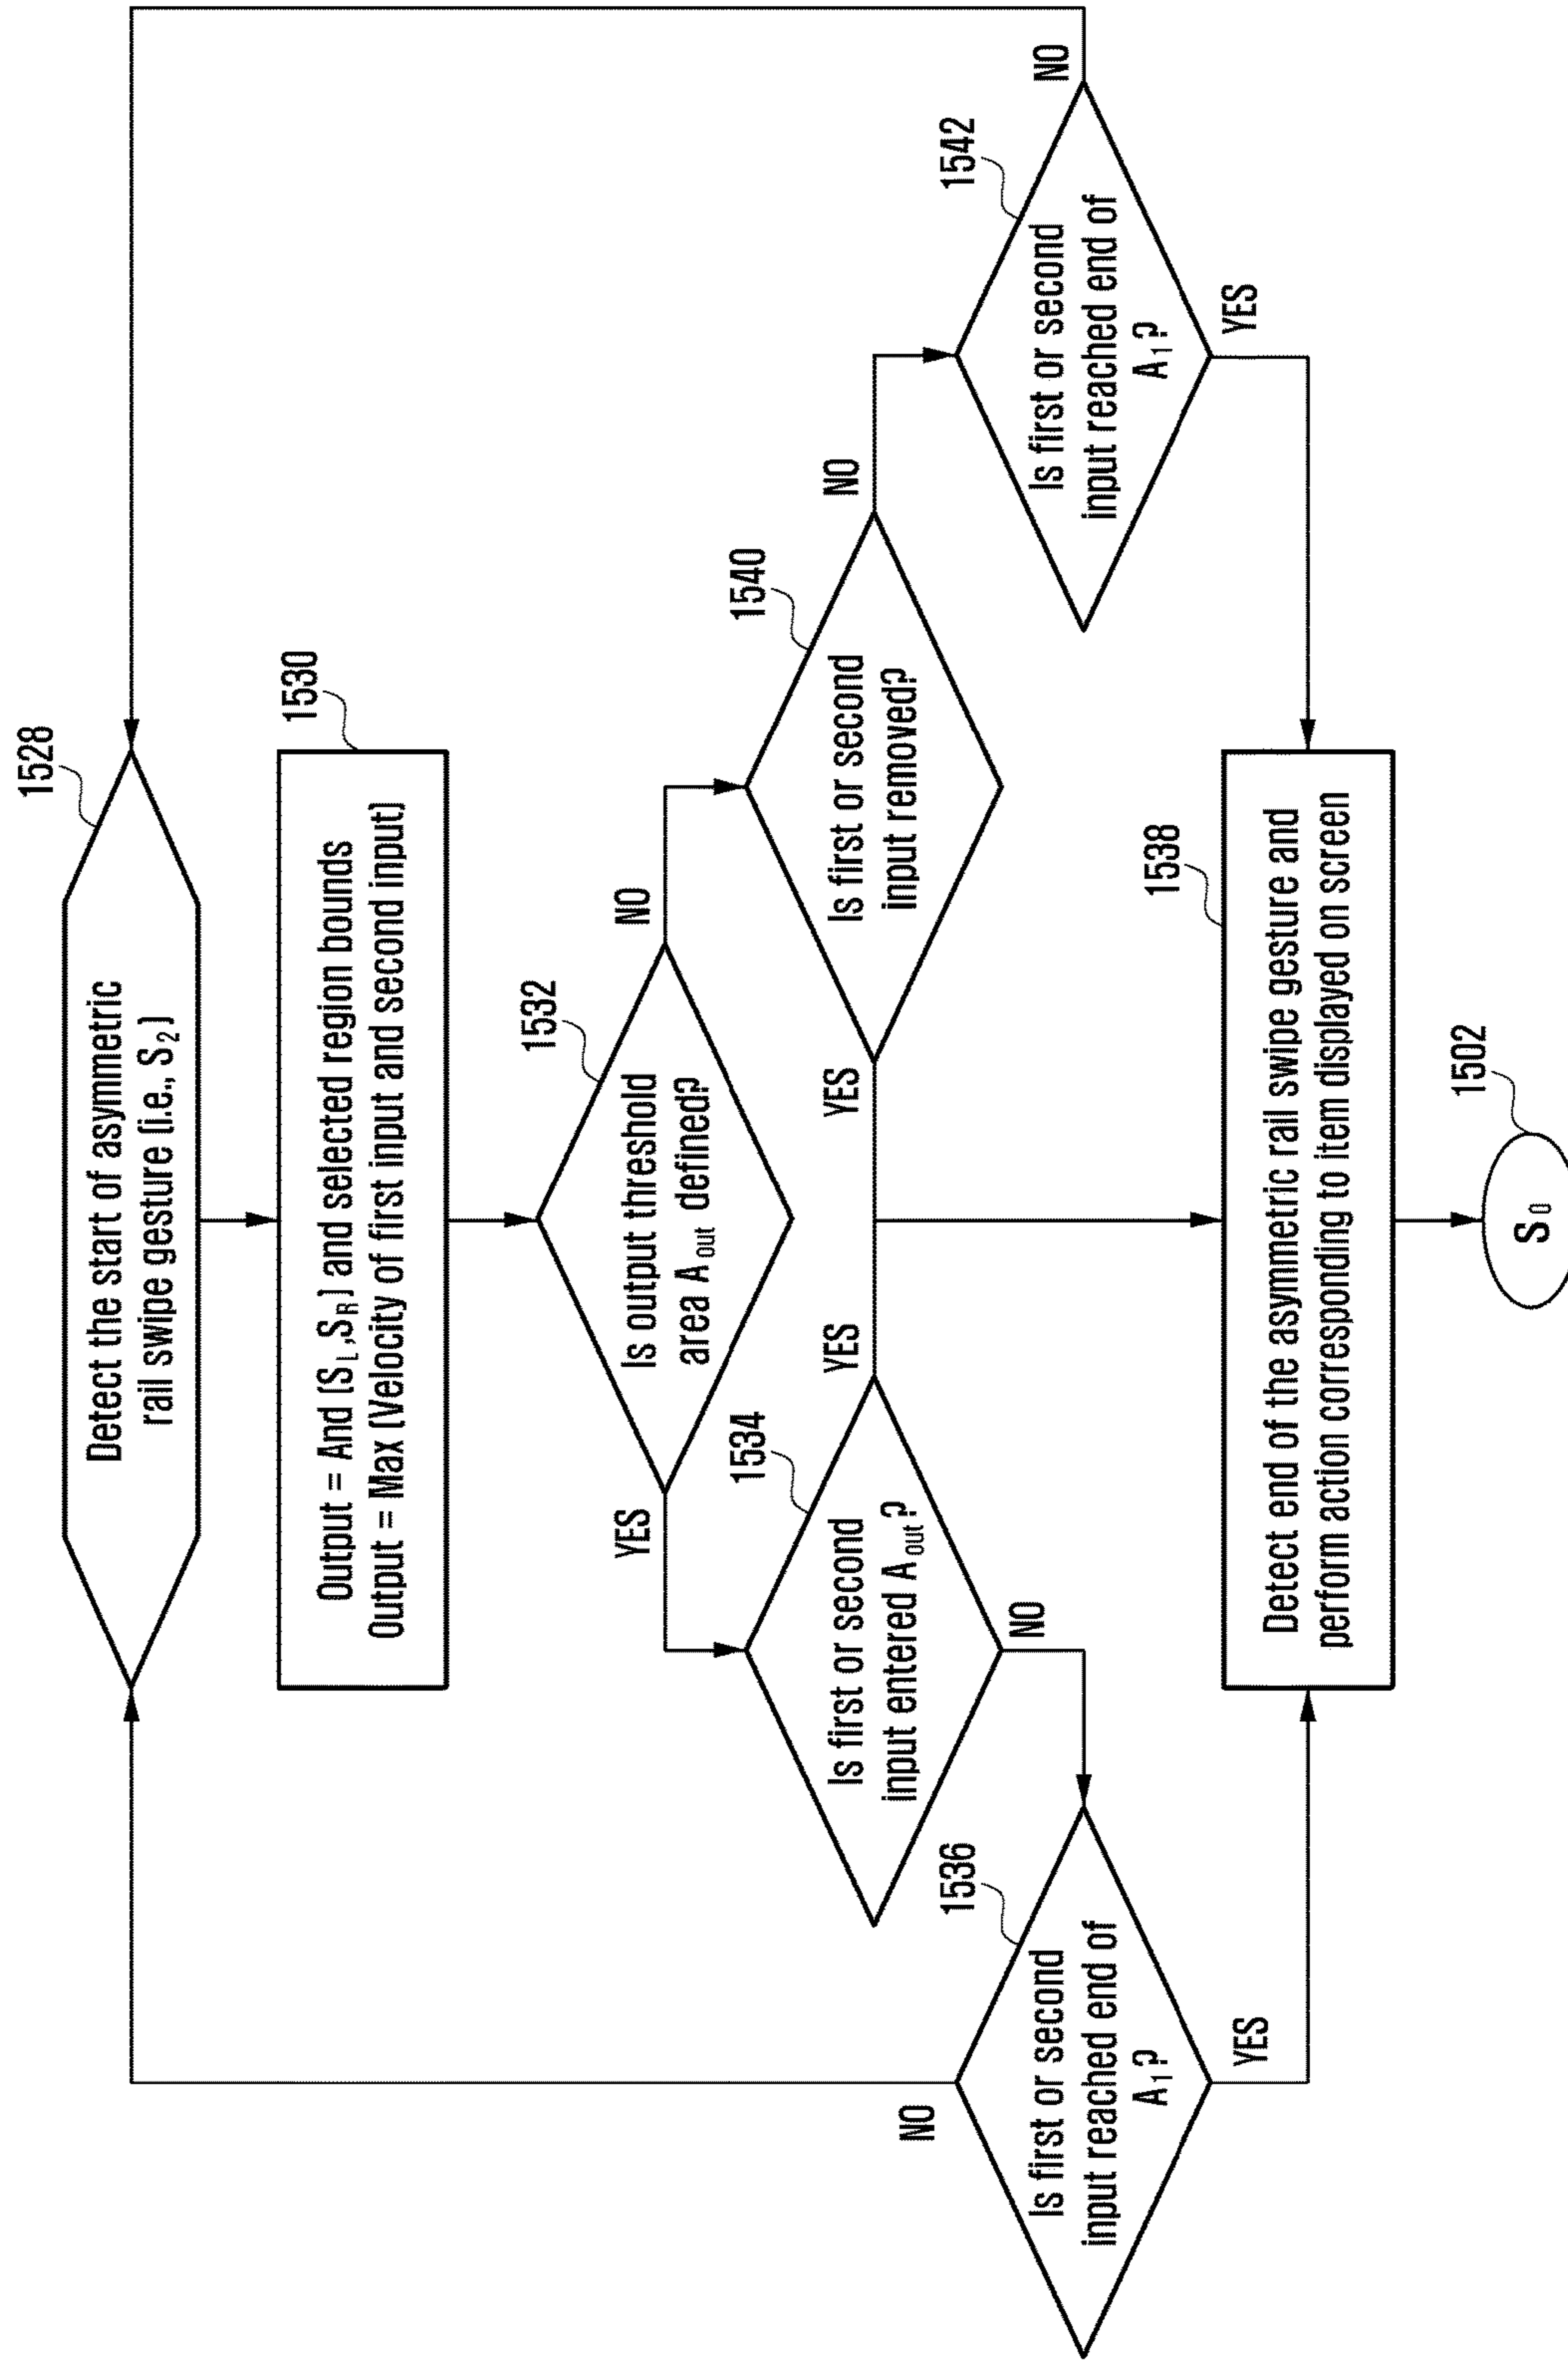 1528
Detect the start of asymmetric
rail swipe gesture (i.e., S2)
1530
Output = And (SL,SR) and selected region bounds
Output = Max (Velocity of first input and second input)
1532
Is output threshold
area Aout defined?
YES
NO
1534
Is first or second
input entered Aout?
YES
NO
1540
Is first or second
input removed?
YES
NO
1536
Is first or second
input reached end of
A1?
NO
YES
1542
Is first or second
input reached end of
A1?
NO
YES
1538
Detect end of the asymmetric rail swipe gesture and
perform action corresponding to item displayed on screen
1502
S0